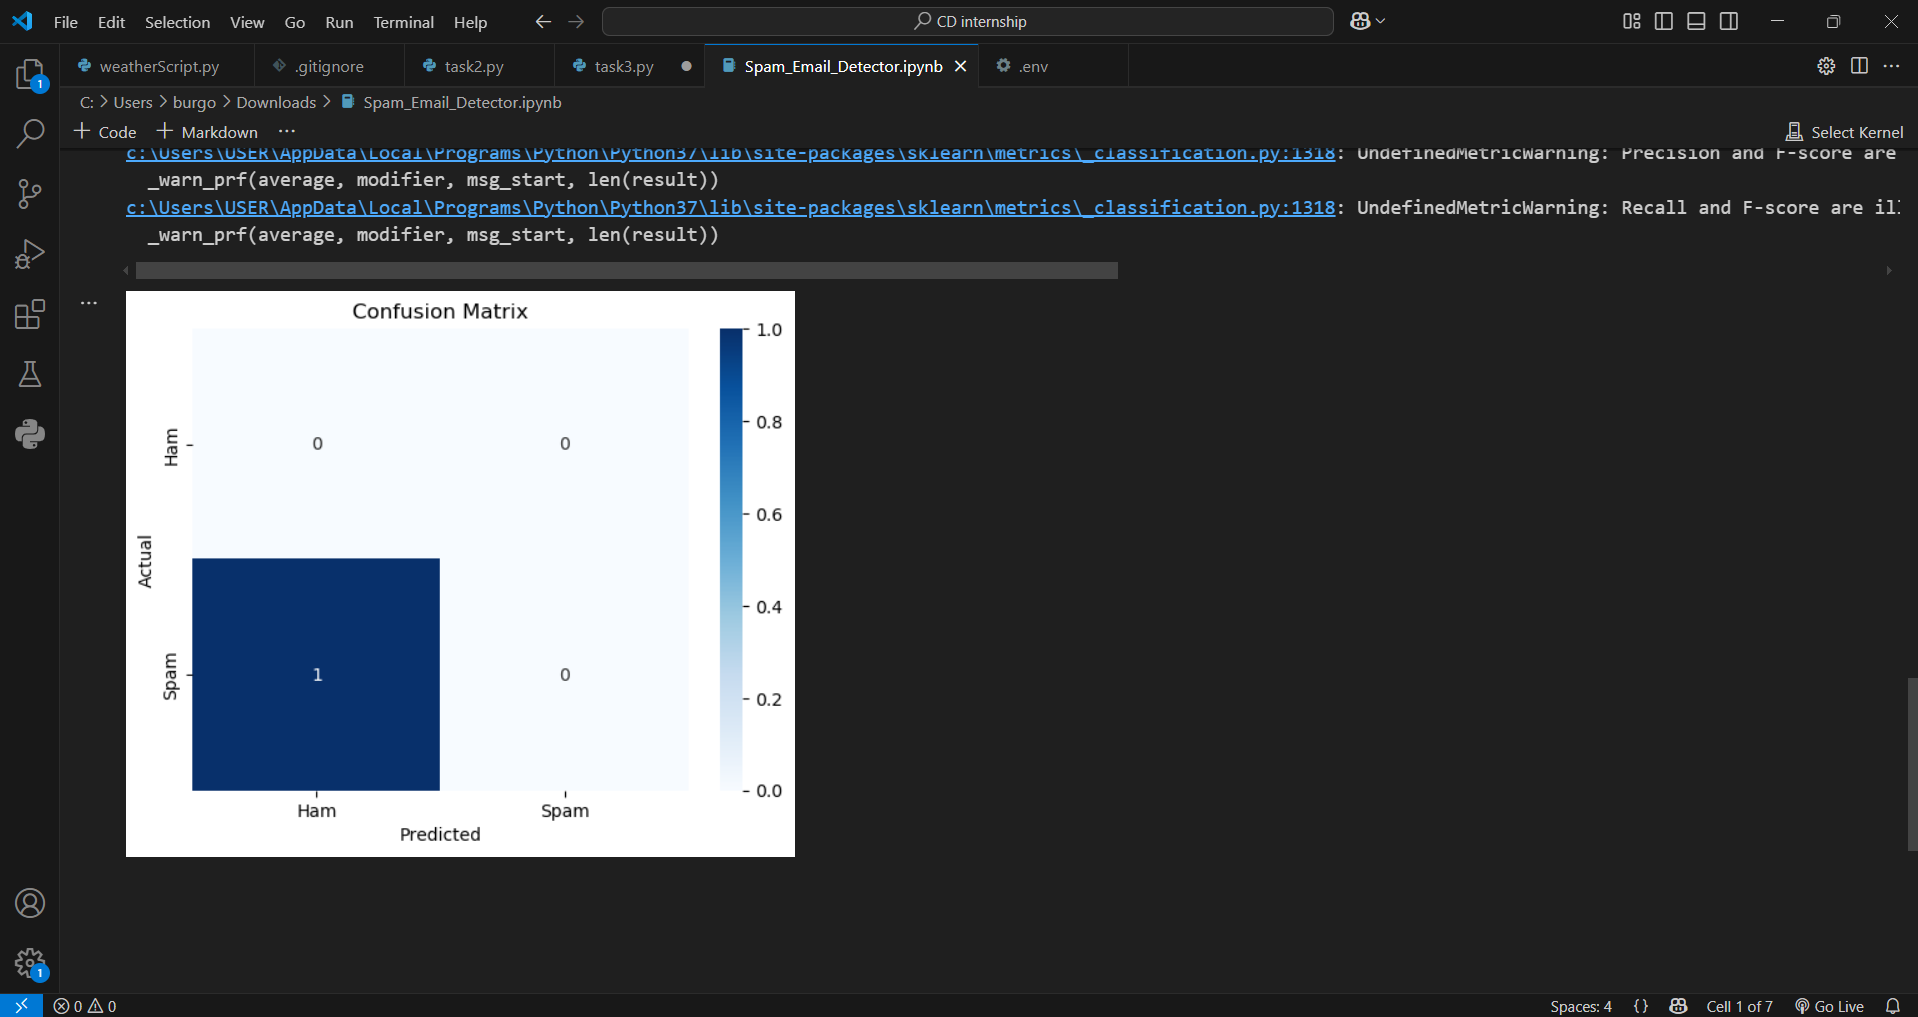 File Edit Selection View Go Run Terminal Help
CD internship
weatherScript.py
.gitignore
task2.py
task3.py
Spam_Email_Detector.ipynb
.env
1
C: > Users > burgo > Downloads > Spam_Email_Detector.ipynb
+ Code + Markdown ...
Select Kernel
c:\Users\USER\AppData\Local\Programs\Python\Python37\lib\site-packages\sklearn\metrics\_classification.py:1318: UndefinedMetricWarning: Precision and F-score are
_warn_prf(average, modifier, msg_start, len(result))
c:\Users\USER\AppData\Local\Programs\Python\Python37\lib\site-packages\sklearn\metrics\_classification.py:1318: UndefinedMetricWarning: Recall and F-score are
_warn_prf(average, modifier, msg_start, len(result))
Confusion Matrix
1.0
0.8
0.6
0.4
0.2
0.0
Ham
0 0
Actual
Spam
1 0
Ham Spam
Predicted
1
0 0
Spaces: 4 {} Cell 1 of 7 Go Live